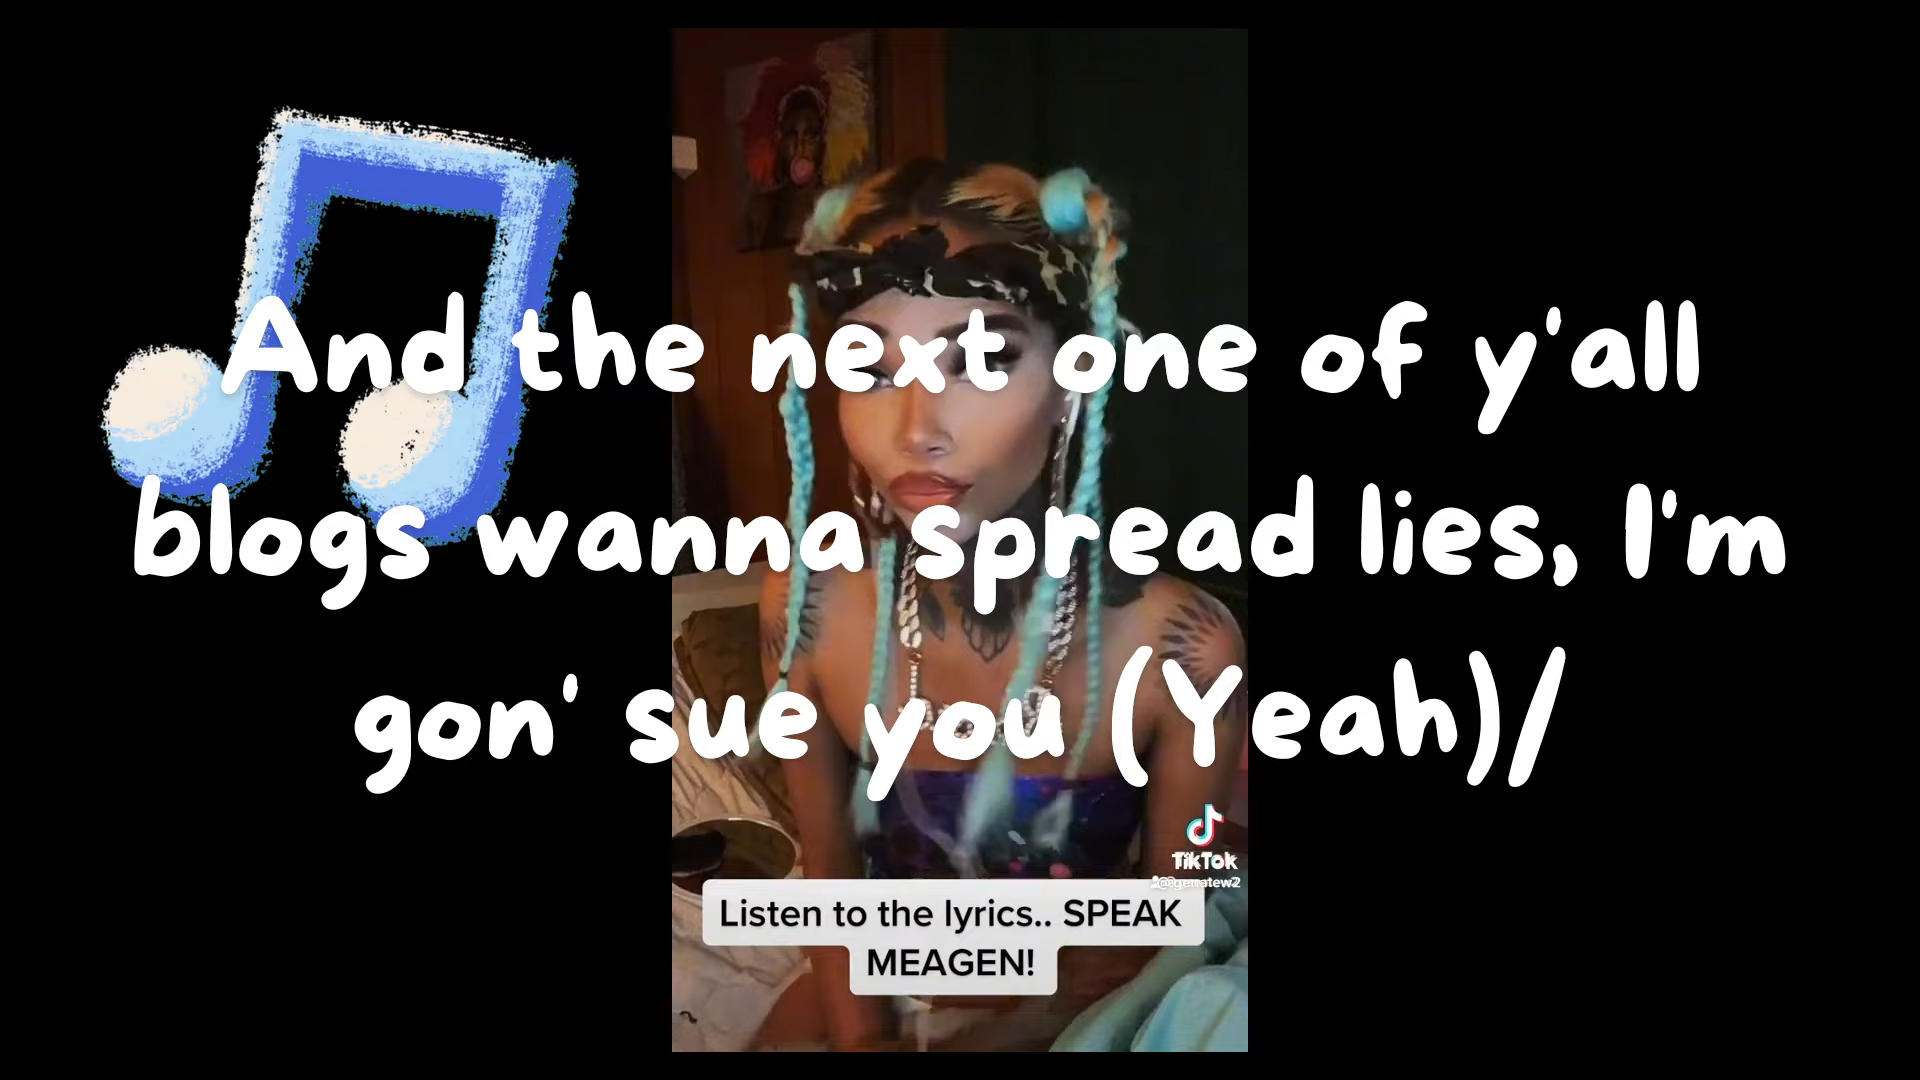 And the next one of y'all
blogs wanna spread lies, I'm
gon' sue you (Yeah)/
TikTok
Listen to the lyrics.. SPEAK
MEAGEN!